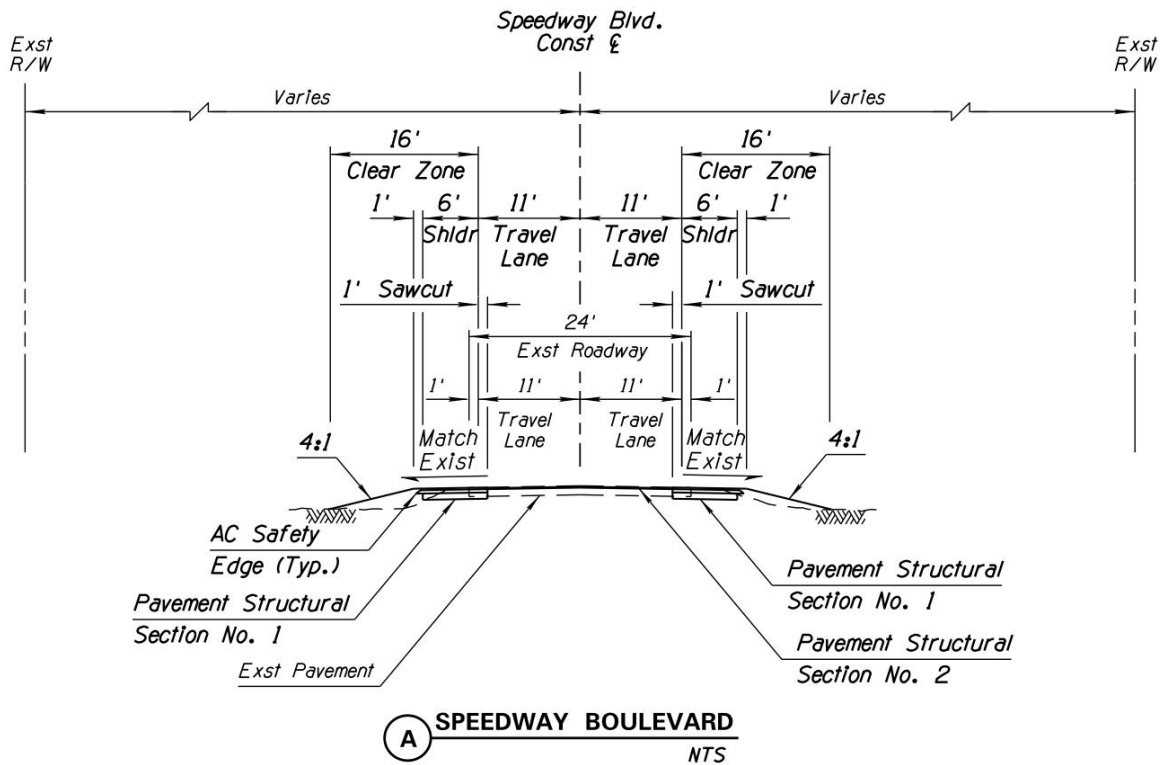 Speedway Blvd.
Const ℄
Exst
R/W
Exst
R/W
Varies
Varies
16'
Clear Zone
16'
Clear Zone
1'
6'
Shldr
11'
Travel
Lane
11'
Travel
Lane
6'
Shldr
1'
1' Sawcut
1' Sawcut
24'
Exst Roadway
1'
11'
Travel
Lane
11'
Travel
Lane
1'
Match
Exist
Match
Exist
4:1
4:1
AC Safety
Edge (Typ.)
Pavement Structural
Section No. 1
Exst Pavement
Pavement Structural
Section No. 1
Pavement Structural
Section No. 2
A
SPEEDWAY BOULEVARD
NTS